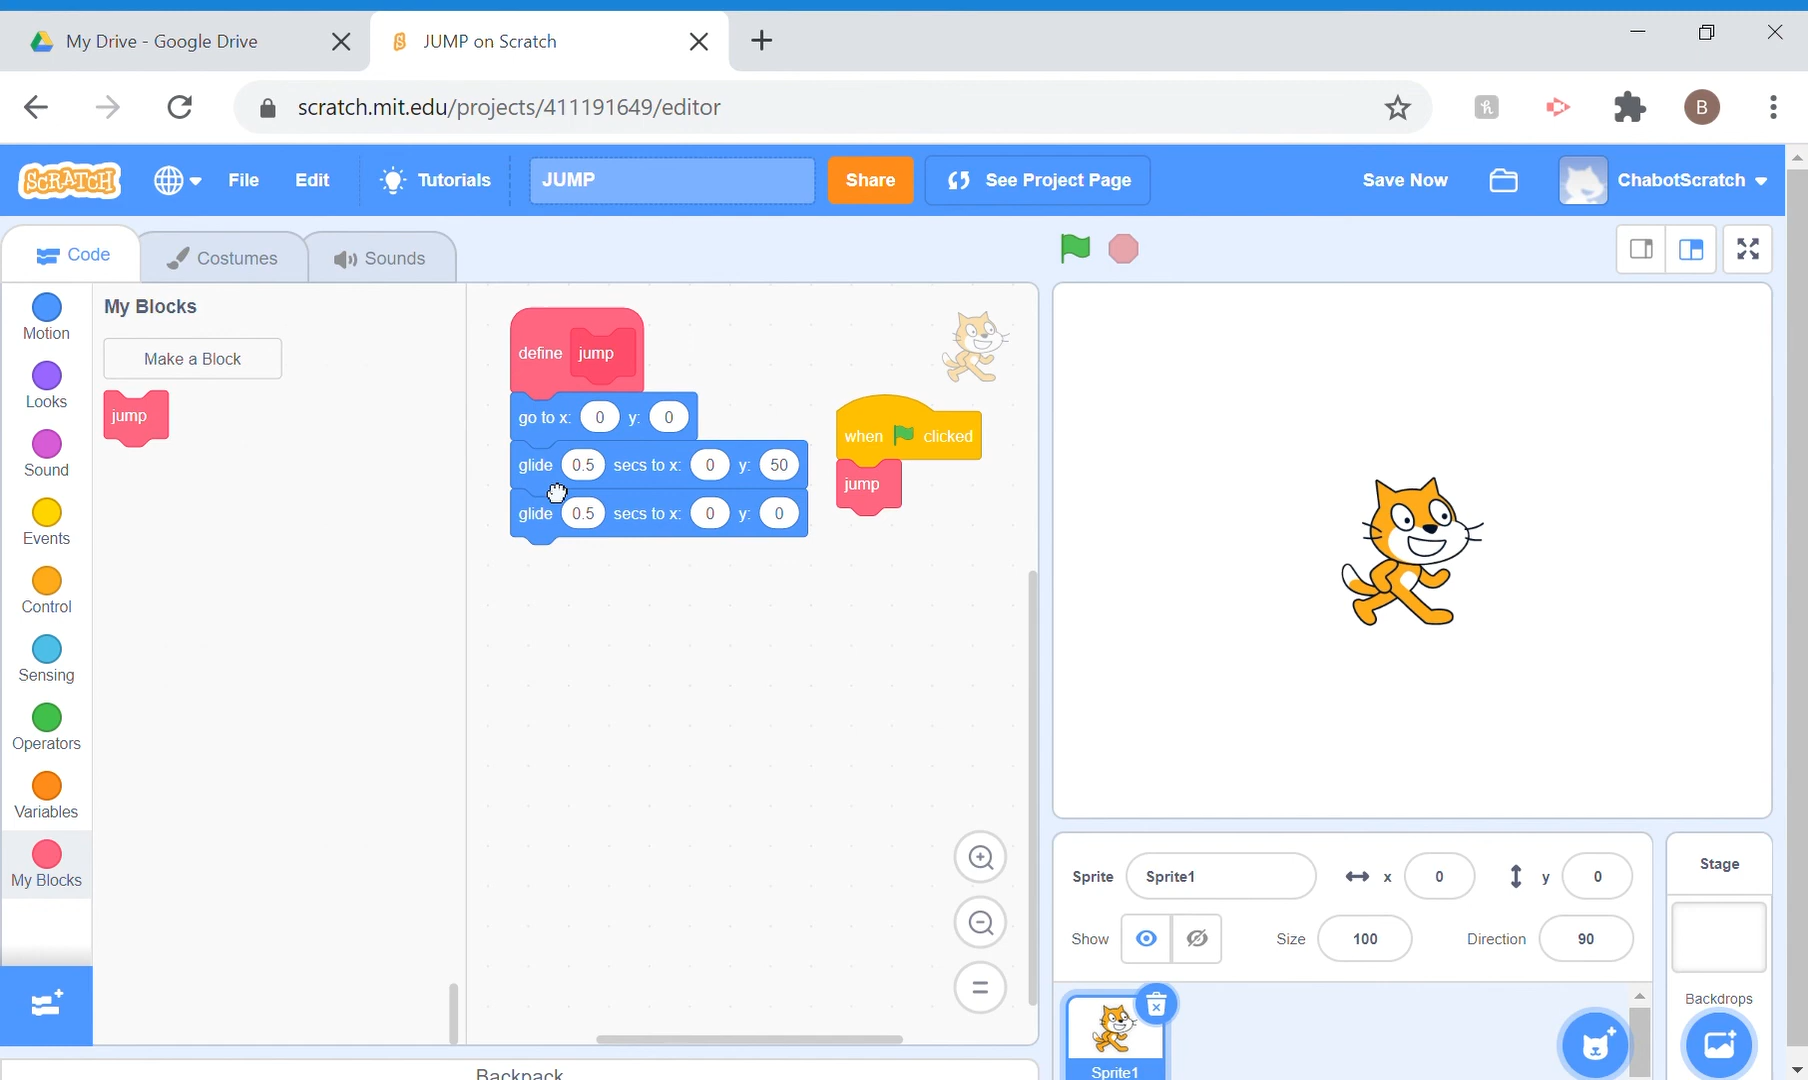 My Drive - Google Drive
JUMP on Scratch
scratch.mit.edu/projects/411191649/editor
h
B
SCRATCH
File
Edit
Tutorials
JUMP
Share
See Project Page
Save Now
ChabotScratch
Code
Costumes
Sounds
Motion
Looks
Sound
Events
Control
Sensing
Operators
Variables
My Blocks
My Blocks
Make a Block
jump
define jump
go to x: 0 y: 0
glide 0.5 secs to x: 0 y: 50
glide 0.5 secs to x: 0 y: 0
when clicked
jump
Sprite Sprite1 x 0 y 0
Show Size 100 Direction 90
Sprite1
Stage
Backdrops
Backpack